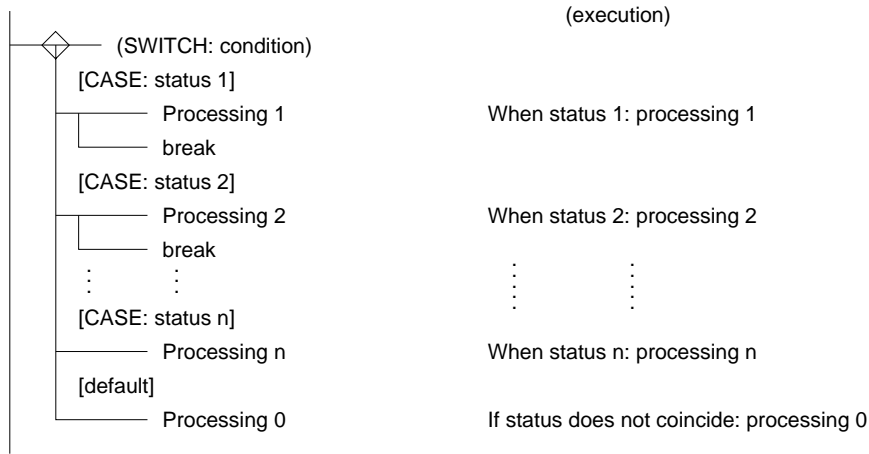 (execution)
(SWITCH: condition)
[CASE: status 1]
Processing 1 When status 1: processing 1
break
[CASE: status 2]
Processing 2 When status 2: processing 2
break
[CASE: status n]
Processing n When status n: processing n
[default]
Processing 0 If status does not coincide: processing 0